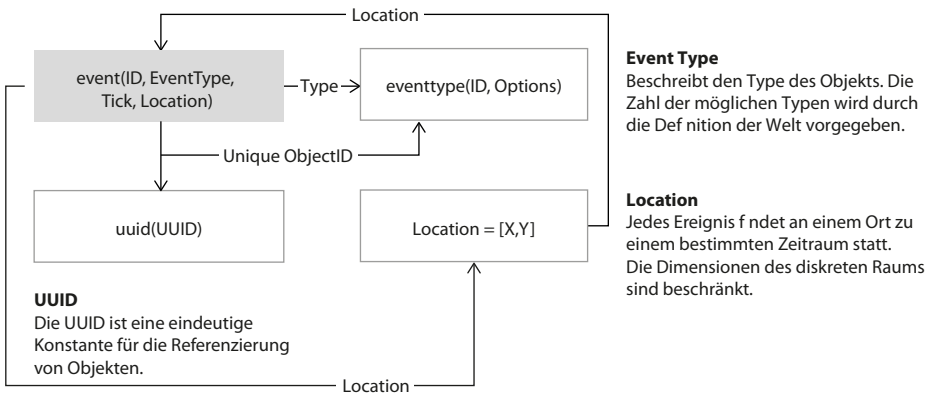 Location
event(ID, EventType,
Tick, Location)
Type
eventtype(ID, Options)
Unique ObjectID
uuid(UUID)
Location = [X,Y]
UUID
Die UUID ist eine eindeutige
Konstante für die Referenzierung
von Objekten.
Location
Event Type
Beschreibt den Type des Objekts. Die
Zahl der möglichen Typen wird durch
die Def nition der Welt vorgegeben.
Location
Jedes Ereignis f ndet an einem Ort zu
einem bestimmten Zeitraum statt.
Die Dimensionen des diskreten Raums
sind beschränkt.